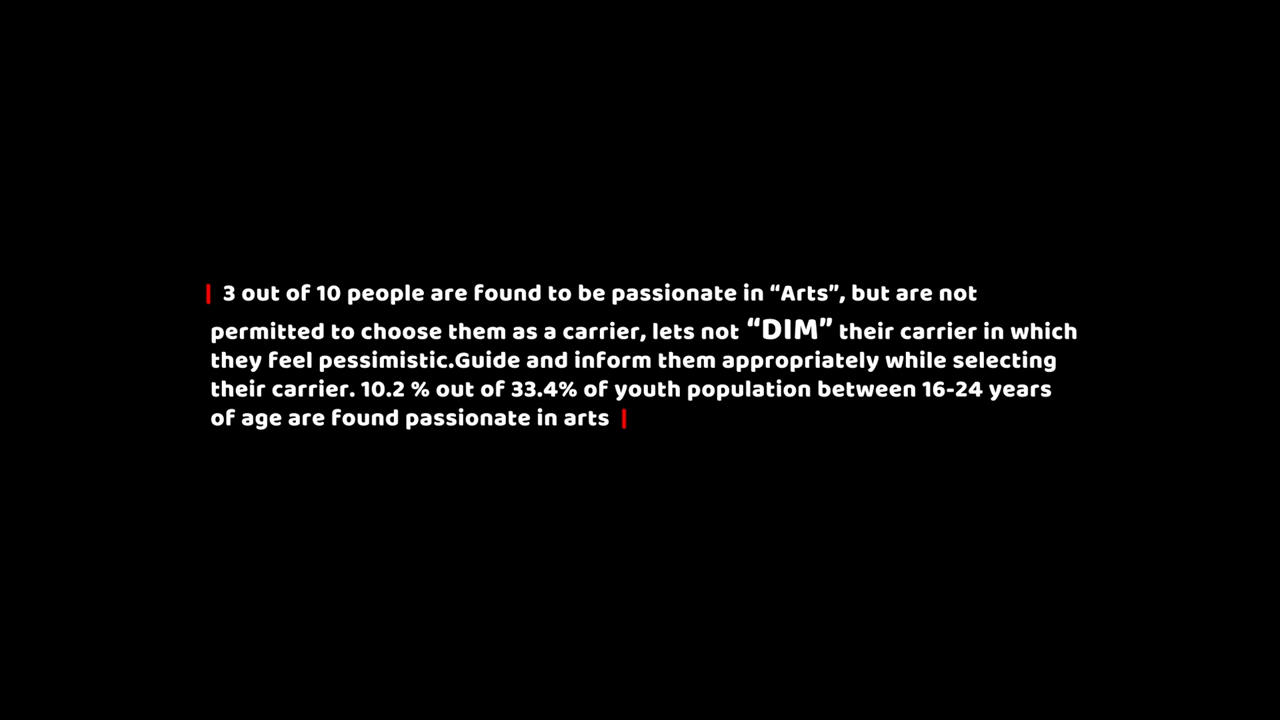 | 3 out of 10 people are found to be passionate in “Arts”, but are not
permitted to choose them as a carrier, lets not “DIM” their carrier in which
they feel pessimistic.Guide and inform them appropriately while selecting
their carrier. 10.2 % out of 33.4% of youth population between 16-24 years
of age are found passionate in arts |